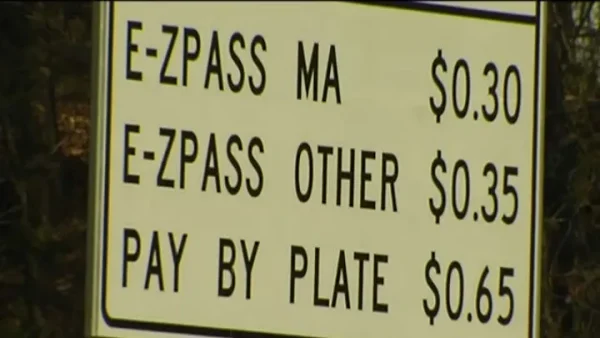 E-ZPASS MA $0.30
E-ZPASS OTHER $0.35
PAY BY PLATE $0.65